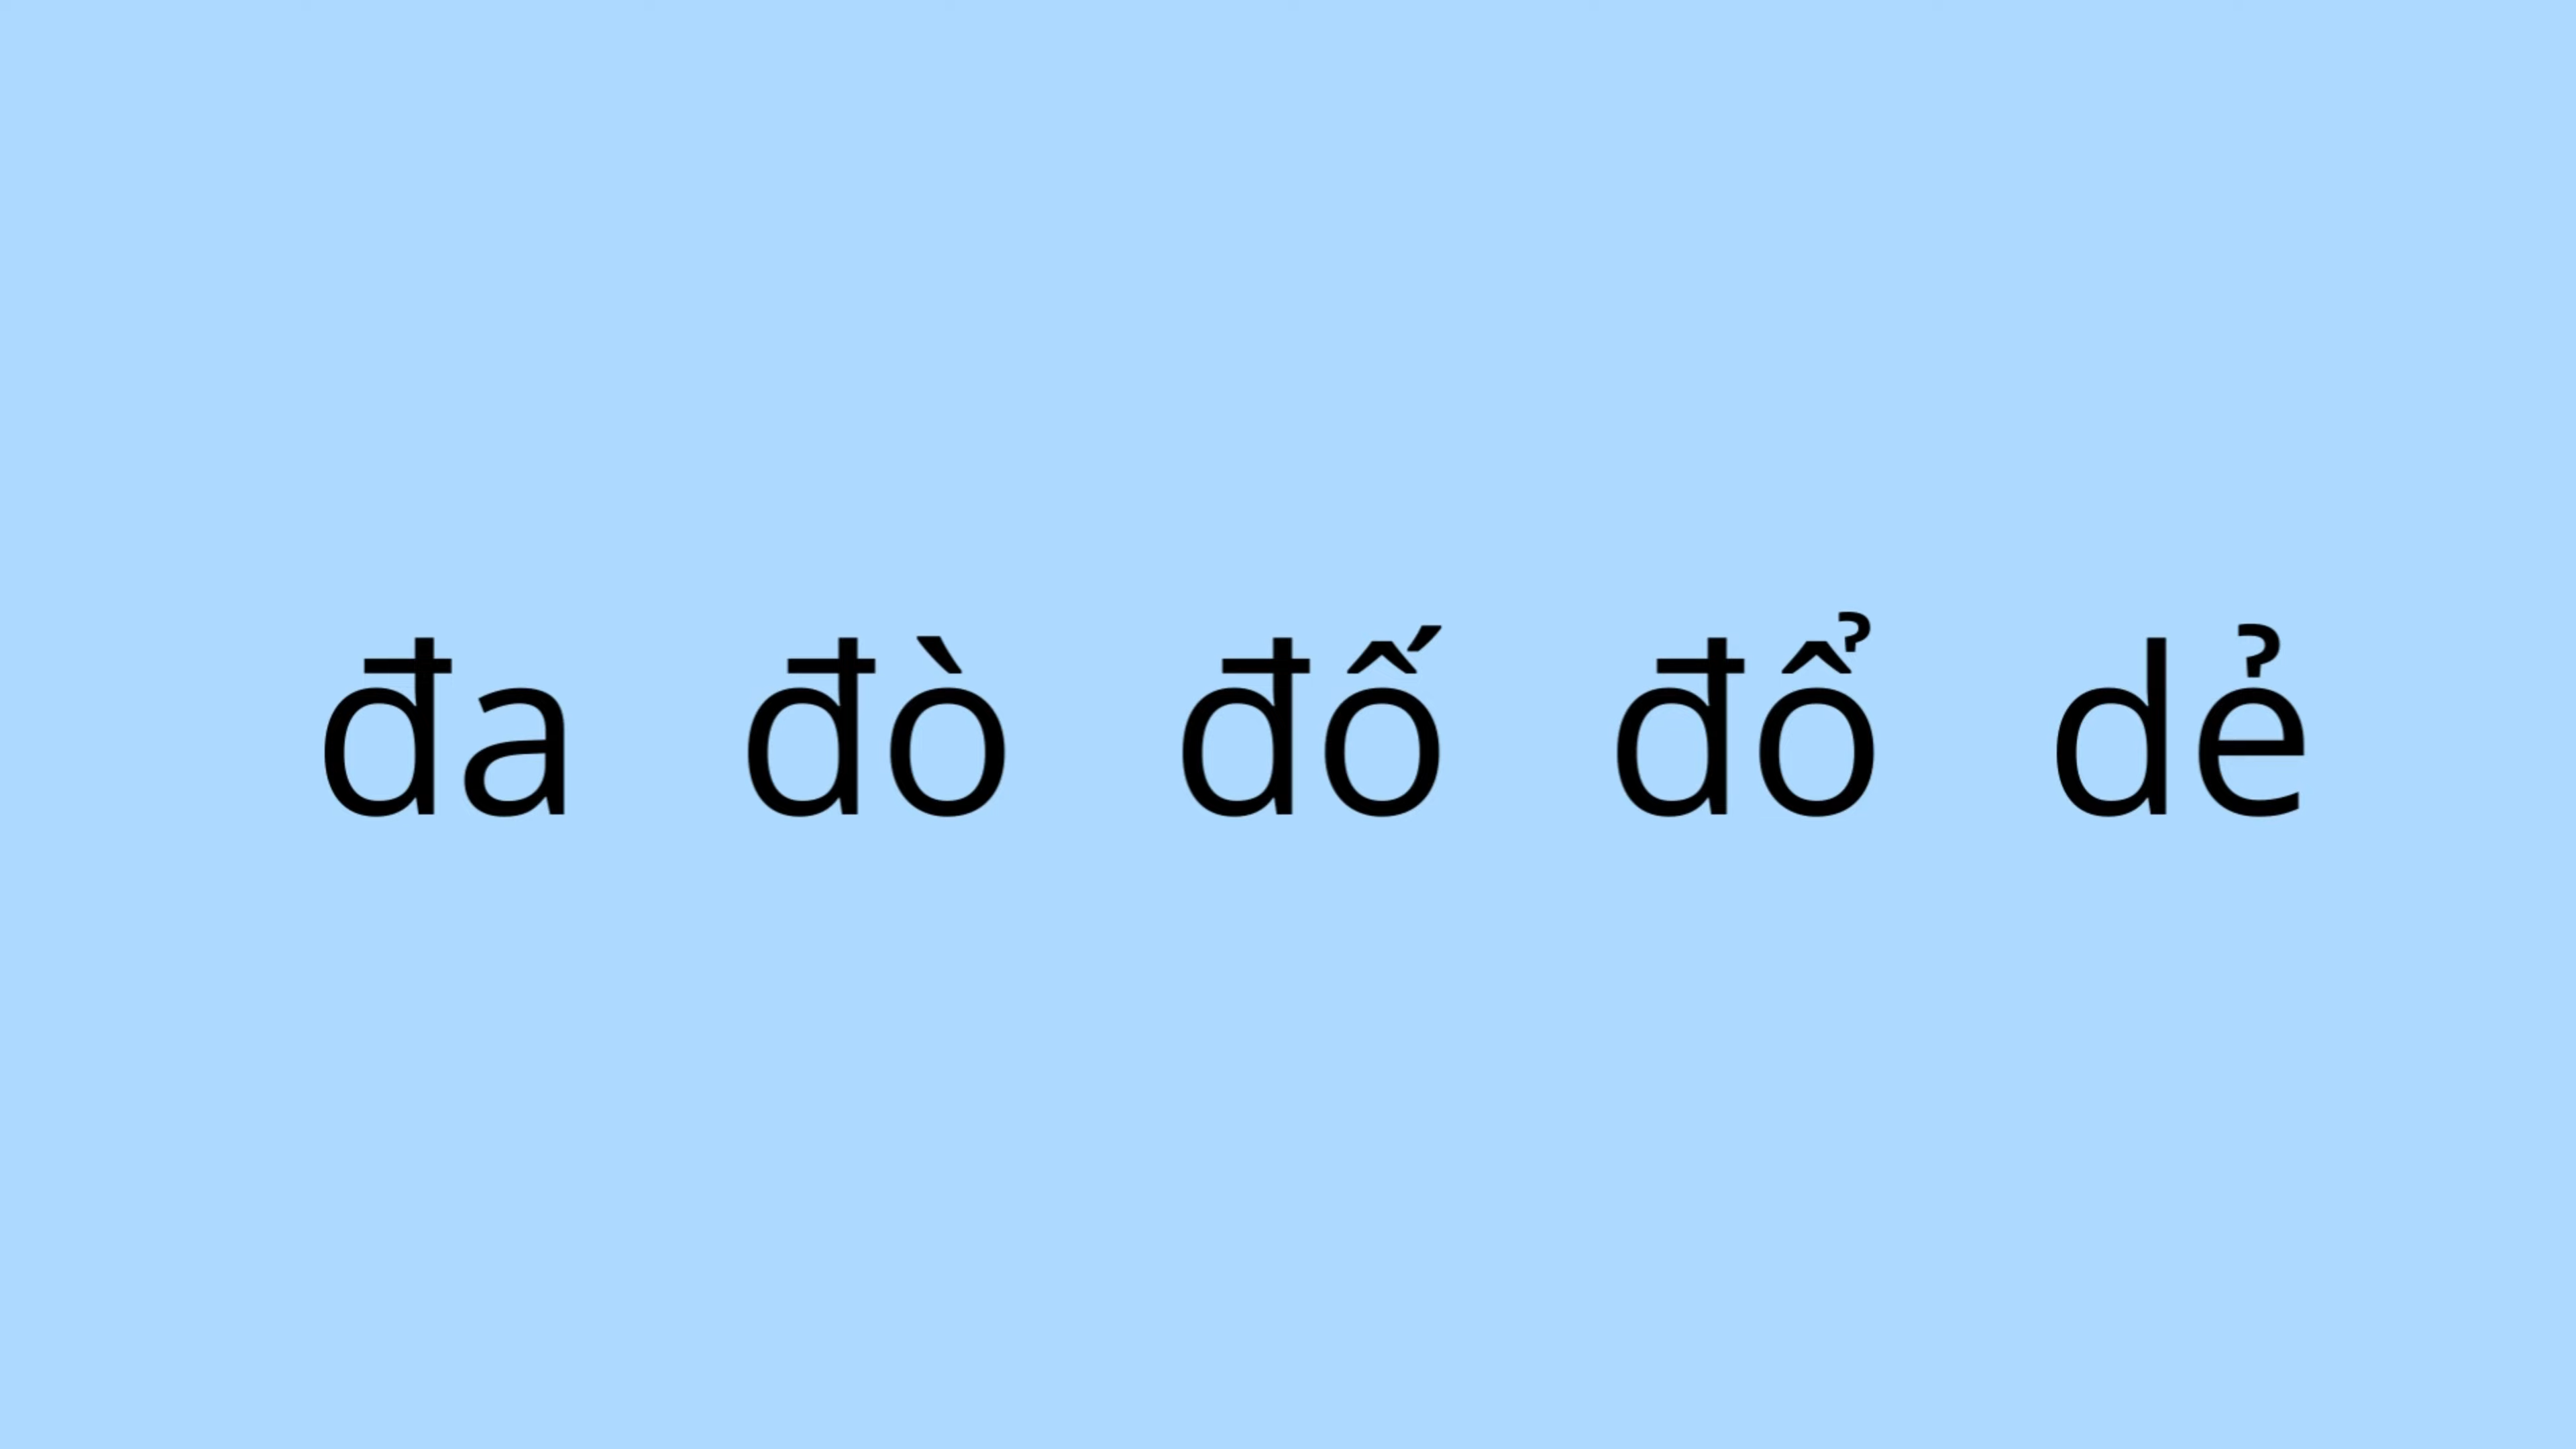 đa đò đố đổ dẻ